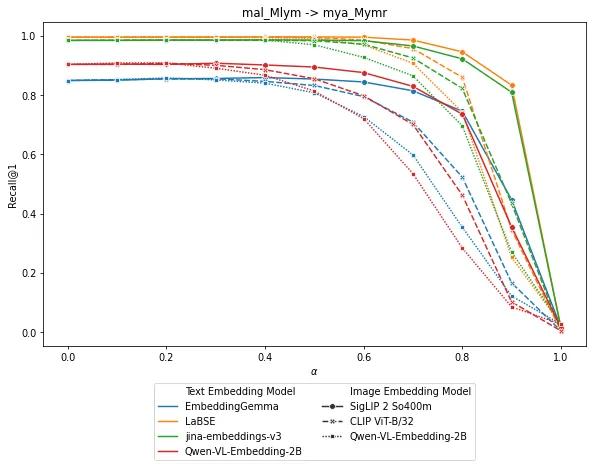 mal_Mlym -> mya_Mymr
Recall@1
1.0
0.8
0.6
0.4
0.2
0.0
0.0 0.2 0.4 0.6 0.8 1.0
α
Text Embedding Model
EmbeddingGemma
LaBSE
jina-embeddings-v3
Qwen-VL-Embedding-2B
Image Embedding Model
SigLIP 2 So400m
CLIP ViT-B/32
Qwen-VL-Embedding-2B